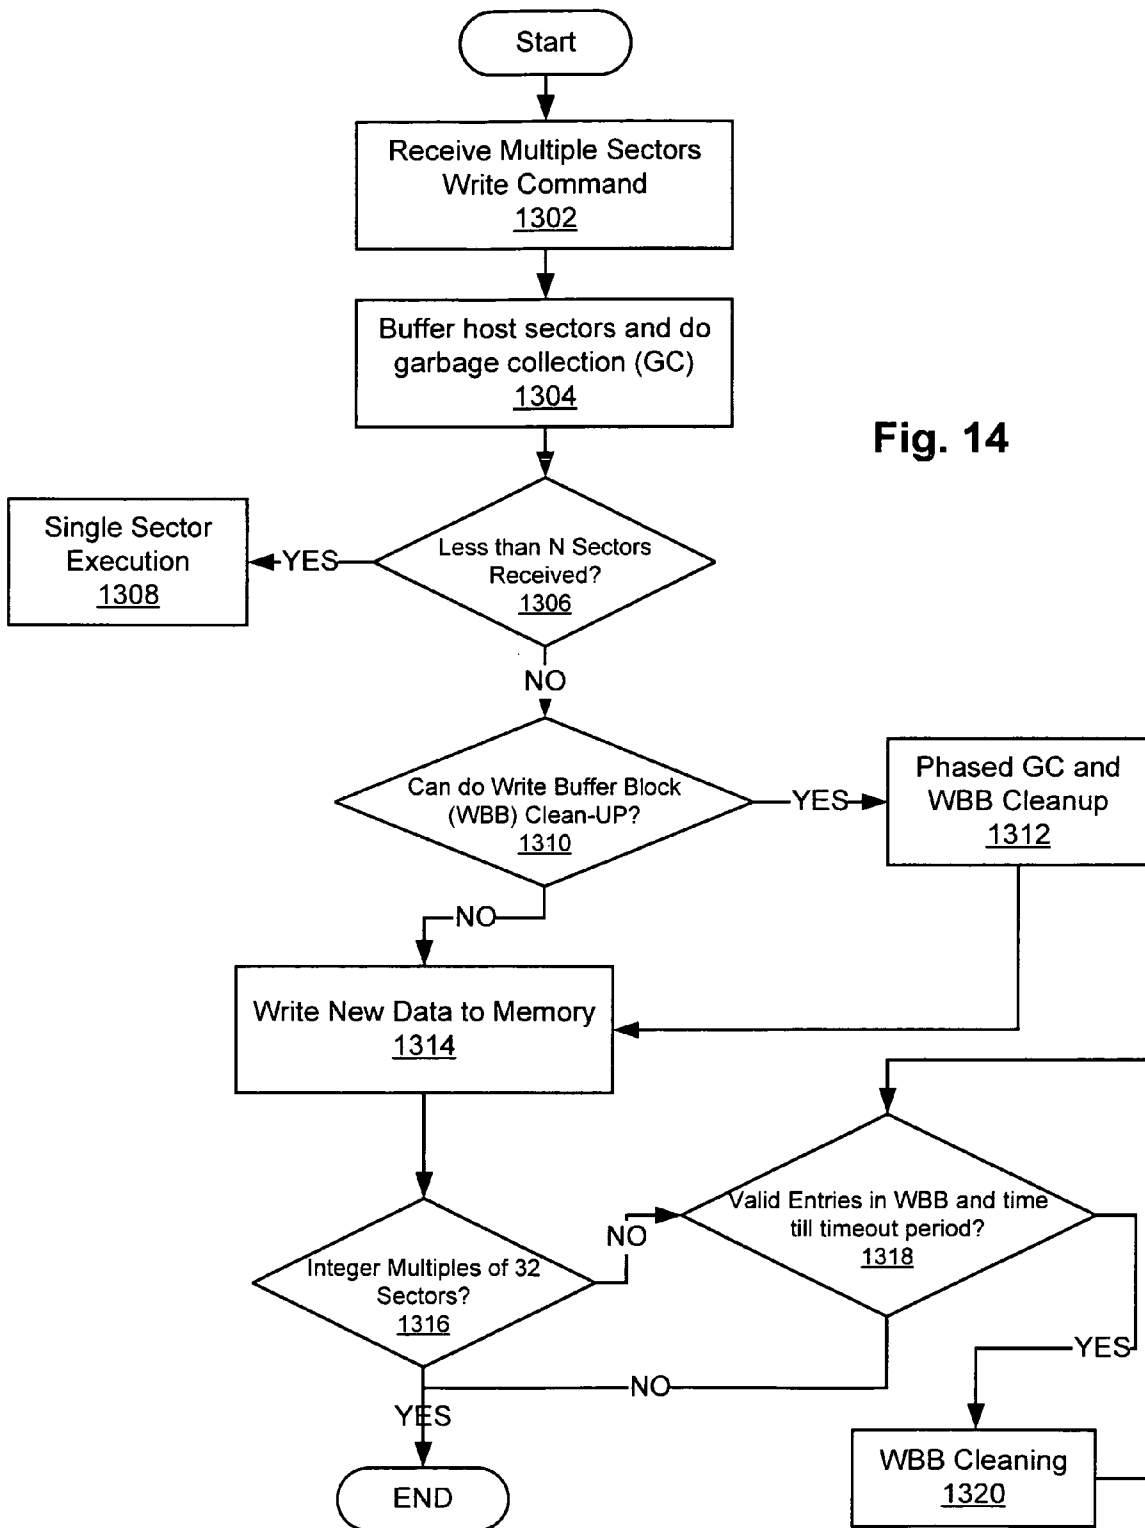 Start
Receive Multiple Sectors
Write Command
1302
Buffer host sectors and do
garbage collection (GC)
1304
Fig. 14
Single Sector
Execution
1308
YES
Less than N Sectors
Received?
1306
NO
Can do Write Buffer Block
(WBB) Clean-UP?
1310
YES
Phased GC and
WBB Cleanup
1312
NO
Write New Data to Memory
1314
Valid Entries in WBB and time
till timeout period?
1318
NO
Integer Multiples of 32
Sectors?
1316
YES
NO
YES
WBB Cleaning
1320
END